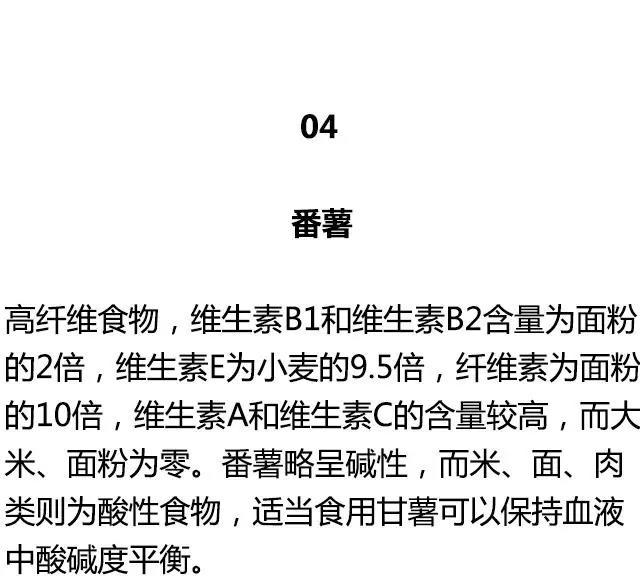 04
番薯
高纤维食物，维生素B1和维生素B2含量为面粉
的2倍，维生素E为小麦的9.5倍，纤维素为面粉
的10倍，维生素A和维生素C的含量较高，而大
米、面粉为零。番薯略呈碱性，而米、面、肉
类则为酸性食物，适当食用甘薯可以保持血液
中酸碱度平衡。